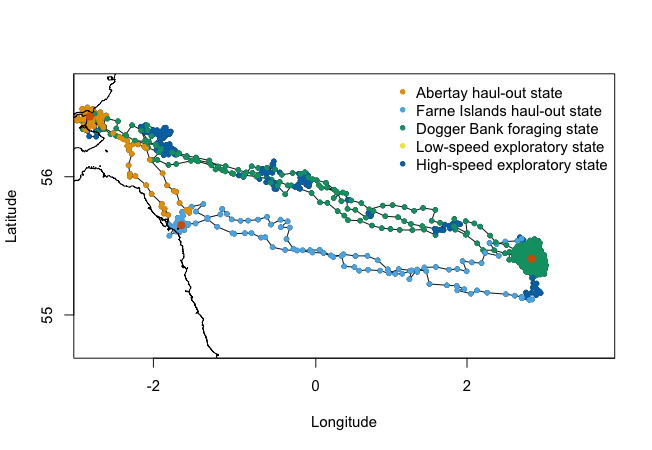 Abertay haul-out state
Farne Islands haul-out state
Dogger Bank foraging state
Low-speed exploratory state
High-speed exploratory state
56
55
Latitude
-2
0
2
Longitude